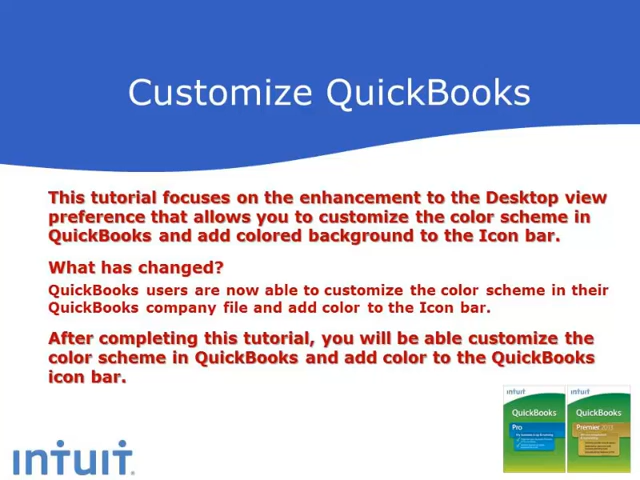 Customize QuickBooks
This tutorial focuses on the enhancement to the Desktop view
preference that allows you to customize the color scheme in
QuickBooks and add colored background to the Icon bar.
What has changed?
QuickBooks users are now able to customize the color scheme in their
QuickBooks company file and add color to the Icon bar.
After completing this tutorial, you will be able customize the
color scheme in QuickBooks and add color to the QuickBooks
icon bar.
intuit
QuickBooks
Pro
intuit
QuickBooks
Premier 2013
intuit